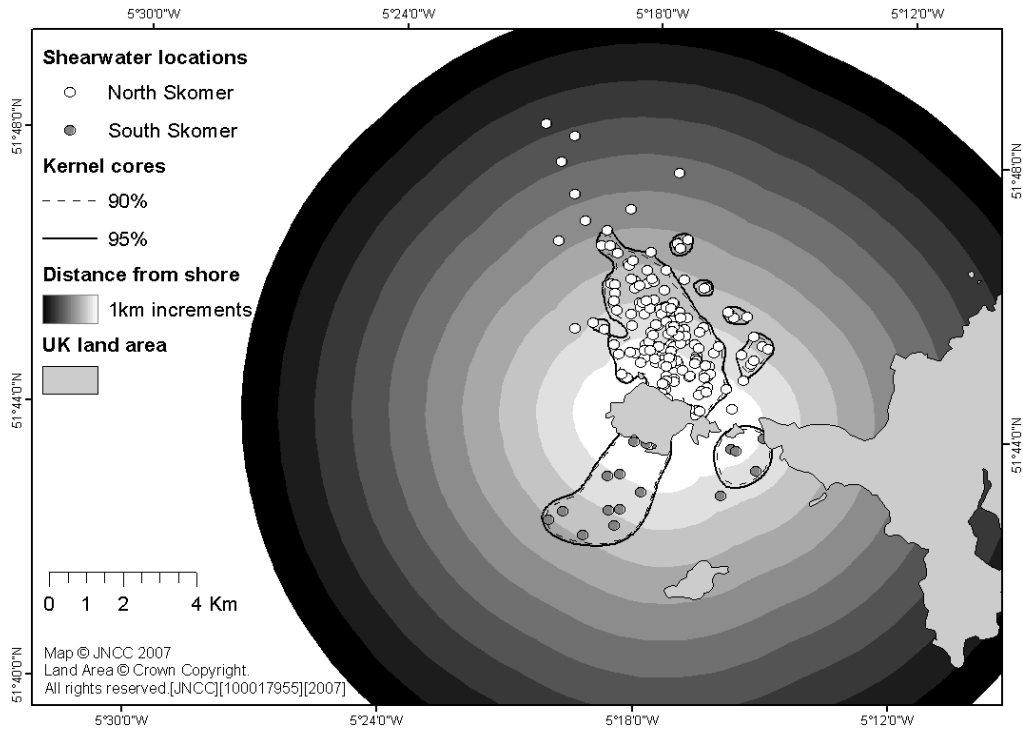 5°30'0"W 5°24'0"W 5°18'0"W 5°12'0"W
Shearwater locations
North Skomer
South Skomer
Kernel cores
90%
95%
Distance from shore
1km increments
UK land area
51°48'0"N
51°48'0"N
51°44'0"N
51°44'0"N
51°40'0"N
0 1 2 4 Km
Map © JNCC 2007
Land Area © Crown Copyright.
All rights reserved.[JNCC][100017955][2007]
5°30'0"W 5°24'0"W 5°18'0"W 5°12'0"W